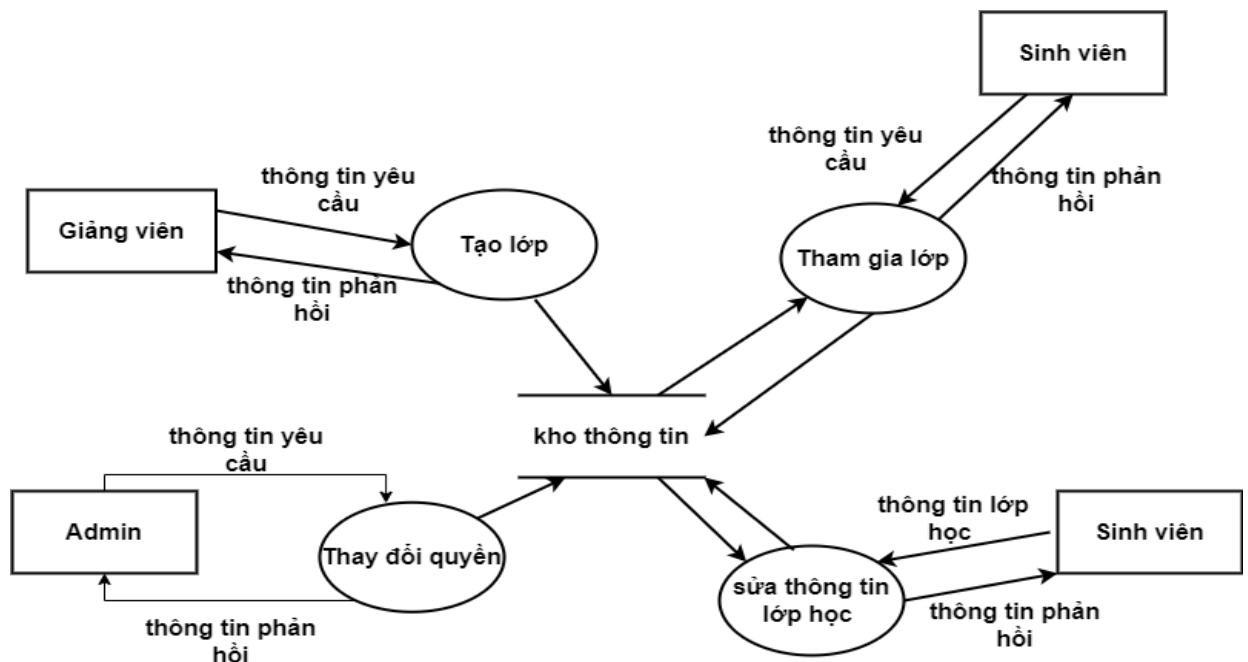 Sinh viên
thông tin yêu
cầu
thông tin phản
hồi
thông tin yêu
cầu
Giảng viên
Tạo lớp
Tham gia lớp
thông tin phản
hồi
kho thông tin
thông tin yêu
cầu
Admin
Thay đổi quyền
thông tin lớp
học
Sinh viên
sửa thông tin
lớp học
thông tin phản
hồi
thông tin phản
hồi